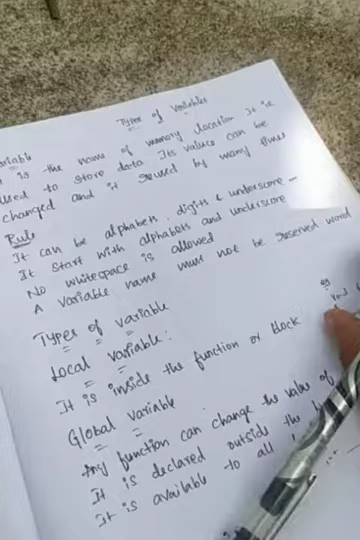 Types of Variables
variable
It is the name of memory location It is
used to store data Its values can be
changed and it reused by many times
Rule
It can be alphabets, digits & underscore -
It start with alphabets and underscore
No whitespace is allowed
A variable name must not be reserved word
Types of variable
Local variable:
It is inside the function or block
Global variable
Any function can change the value of
It is declared outside the
It is available to all